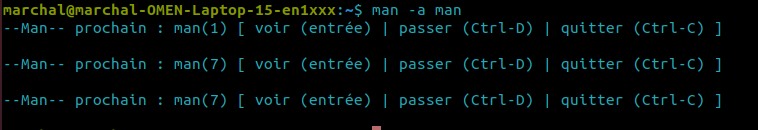 marchal@marchal-OMEN-Laptop-15-en1xxx:~$ man -a man
--Man-- prochain : man(1) [ voir (entrée) | passer (Ctrl-D) | quitter (Ctrl-C) ]
--Man-- prochain : man(7) [ voir (entrée) | passer (Ctrl-D) | quitter (Ctrl-C) ]
--Man-- prochain : man(7) [ voir (entrée) | passer (Ctrl-D) | quitter (Ctrl-C) ]